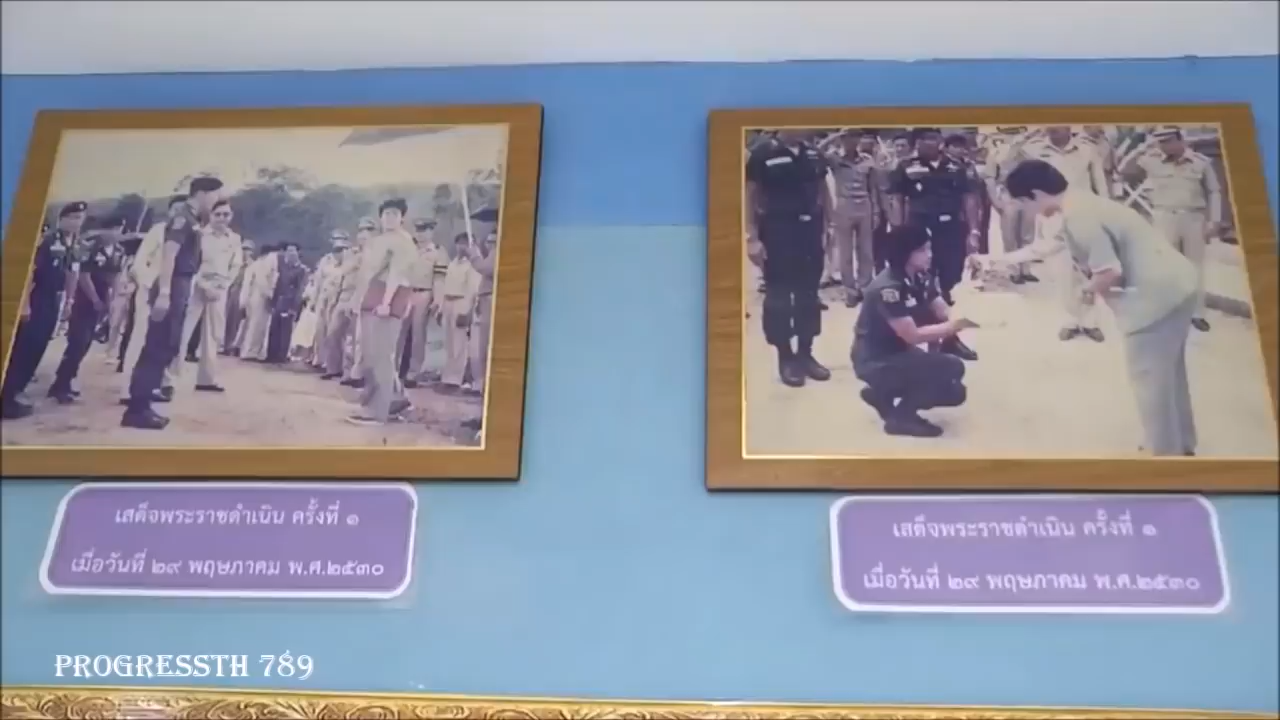 เสด็จพระราชดำเนิน ครั้งที่ ๑
เมื่อวันที่ ๒๙ พฤษภาคม พ.ศ.๒๕๓๐
เสด็จพระราชดำเนิน ครั้งที่ ๑
เมื่อวันที่ ๒๙ พฤษภาคม พ.ศ.๒๕๓๐
PROGRESSTH 789